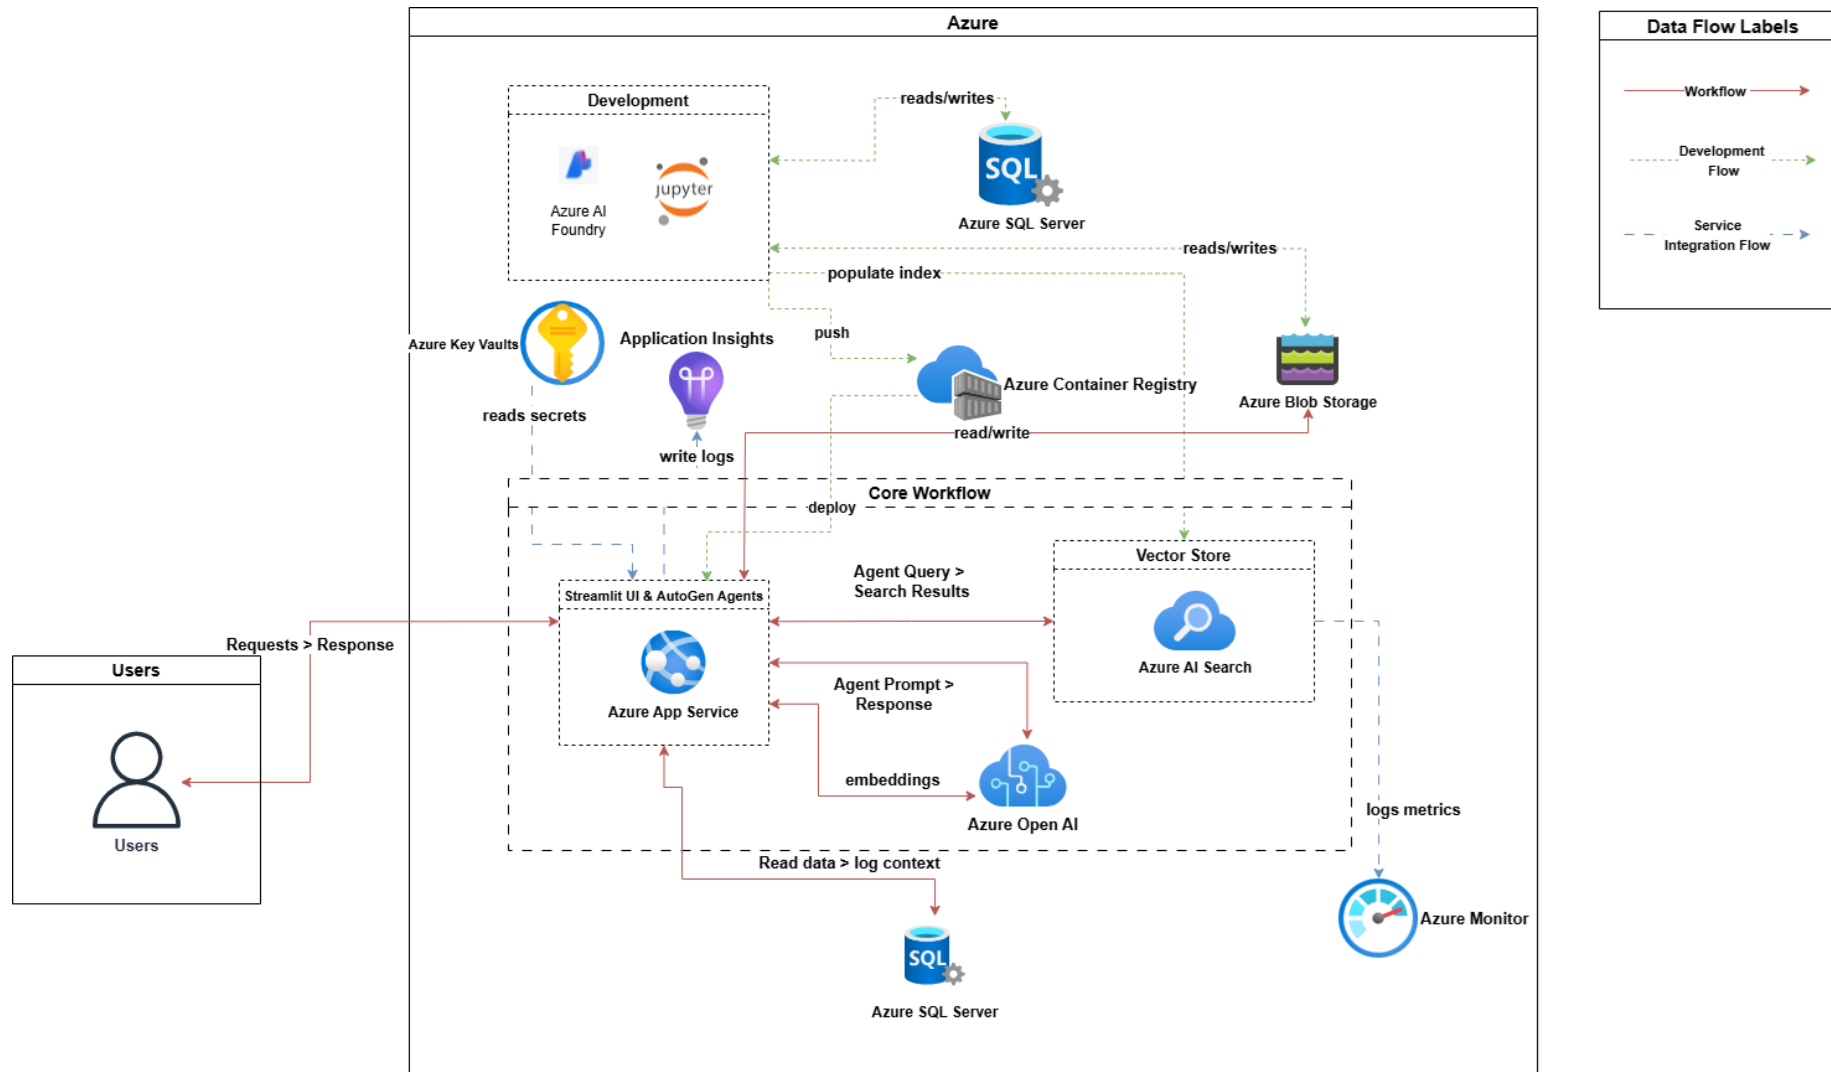 Azure
Data Flow Labels
Workflow
Development
Flow
Service
Integration Flow
Development
Azure AI
Foundry
jupyter
reads/writes
SQL
Azure SQL Server
reads/writes
populate index
push
Azure Key Vaults
Application Insights
Azure Container Registry
Azure Blob Storage
reads secrets
write logs
read/write
Core Workflow
deploy
Vector Store
Azure AI Search
Streamlit UI & AutoGen Agents
Azure App Service
Agent Query >
Search Results
Agent Prompt >
Response
embeddings
Azure Open AI
Requests > Response
Users
Users
logs metrics
Read data > log context
Azure Monitor
SQL
Azure SQL Server